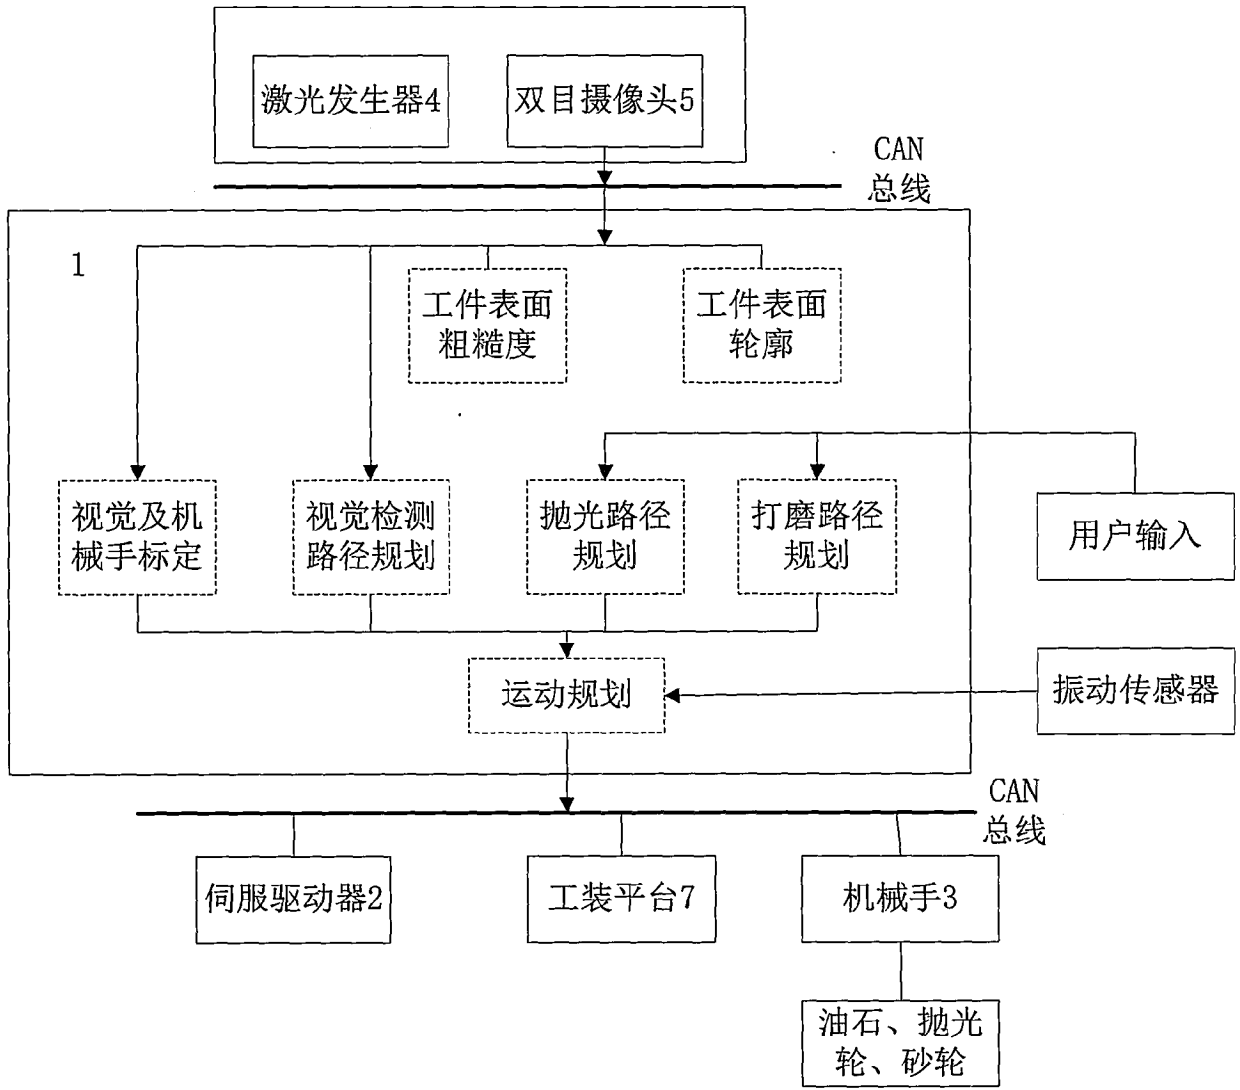 激光发生器4
双目摄像头5
CAN
总线
1
工件表面
粗糙度
工件表面
轮廓
视觉及机
械手标定
视觉检测
路径规划
抛光路径
规划
打磨路径
规划
用户输入
运动规划
振动传感器
CAN
总线
伺服驱动器2
工装平台7
机械手3
油石、抛光
轮、砂轮